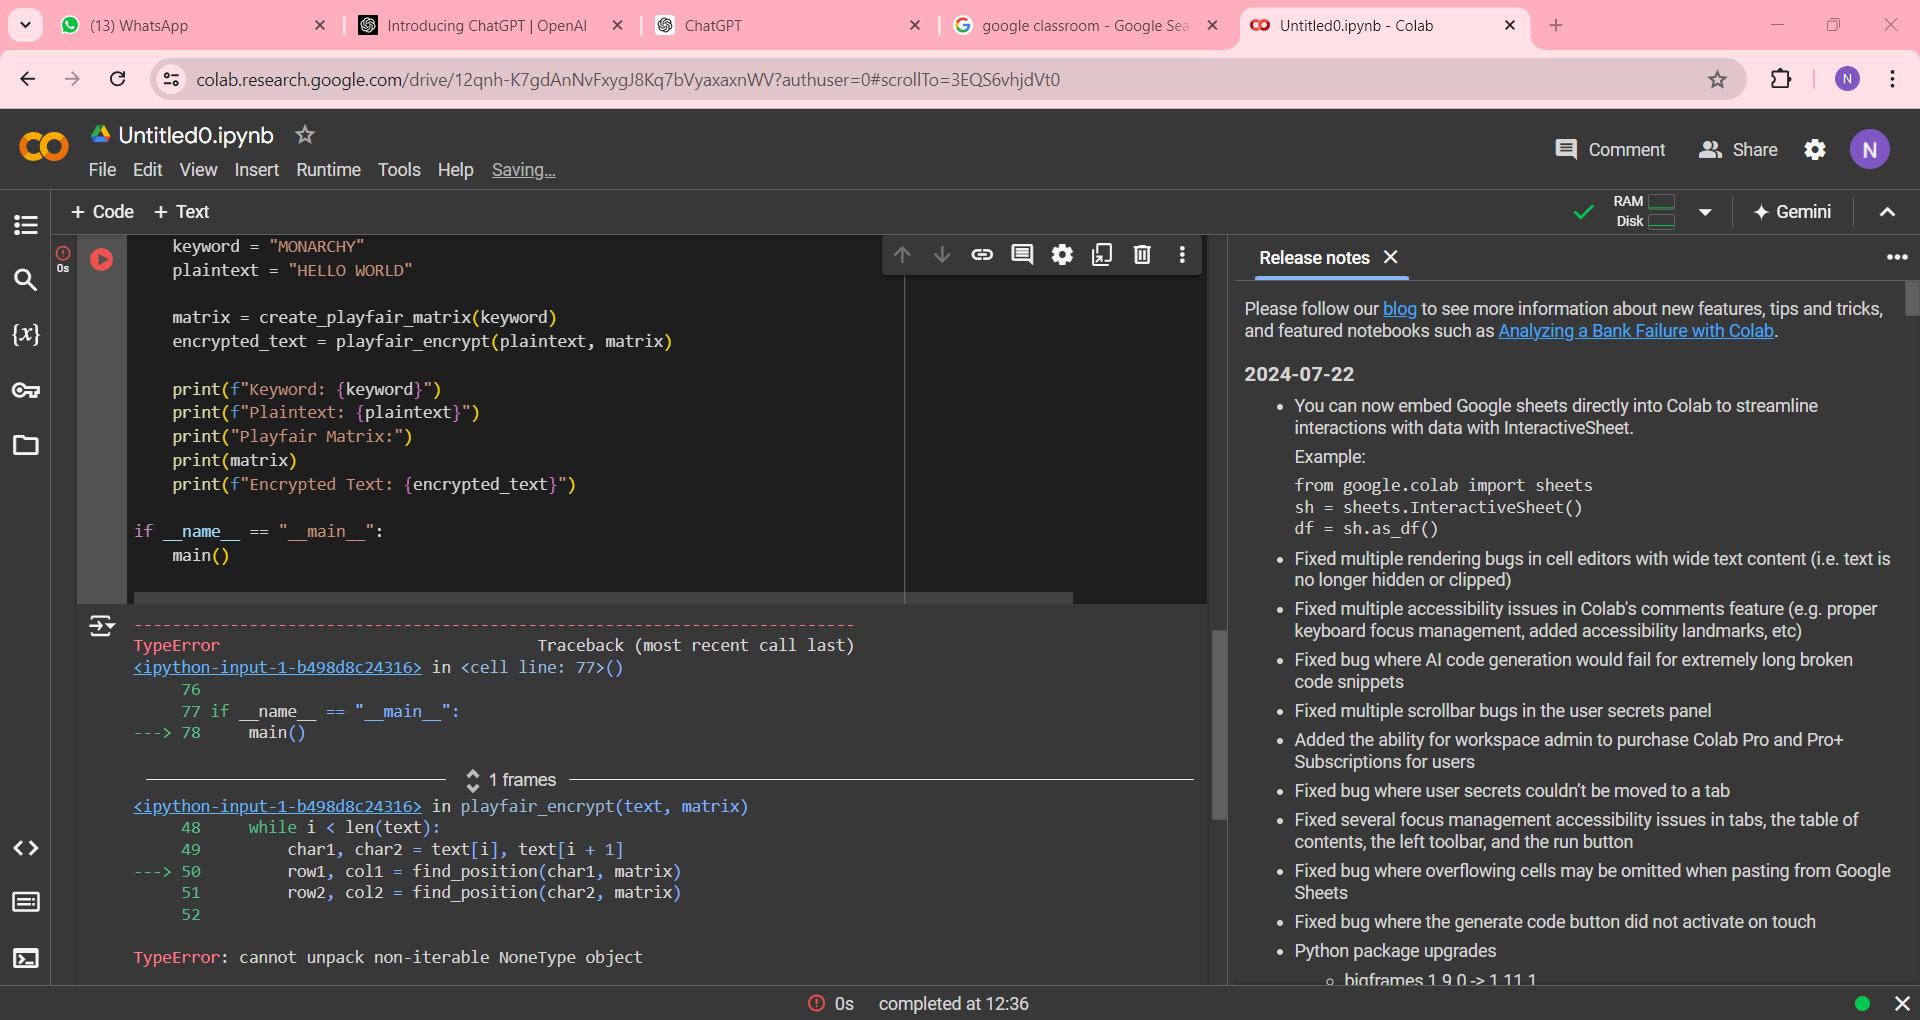 (13) WhatsApp
Introducing ChatGPT | OpenAI
ChatGPT
google classroom - Google Sea
Untitled0.ipynb - Colab
colab.research.google.com/drive/12qnh-K7gdAnNvFxygJ8Kq7bVyaxaxnWV?authuser=0#scrollTo=3EQS6vhjdVt0
N
Untitled0.ipynb
File Edit View Insert Runtime Tools Help Saving...
Comment
Share
N
+ Code + Text
RAM
Disk
Gemini
0s
keyword = "MONARCHY"
plaintext = "HELLO WORLD"
matrix = create_playfair_matrix(keyword)
encrypted_text = playfair_encrypt(plaintext, matrix)
print(f"Keyword: {keyword}")
print(f"Plaintext: {plaintext}")
print("Playfair Matrix:")
print(matrix)
print(f"Encrypted Text: {encrypted_text}")
if __name__ == "__main__":
main()
---------------------------------------------------------------------------
TypeError Traceback (most recent call last)
<ipython-input-1-b498d8c24316> in <cell line: 77>()
76
77 if __name__ == "__main__":
---> 78 main()
1 frames
<ipython-input-1-b498d8c24316> in playfair_encrypt(text, matrix)
48 while i < len(text):
49 char1, char2 = text[i], text[i + 1]
---> 50 row1, col1 = find_position(char1, matrix)
51 row2, col2 = find_position(char2, matrix)
52
TypeError: cannot unpack non-iterable NoneType object
Release notes
Please follow our blog to see more information about new features, tips and tricks,
and featured notebooks such as Analyzing a Bank Failure with Colab.
2024-07-22
• You can now embed Google sheets directly into Colab to streamline
interactions with data with InteractiveSheet.
Example:
from google.colab import sheets
sh = sheets.InteractiveSheet()
df = sh.as_df()
• Fixed multiple rendering bugs in cell editors with wide text content (i.e. text is
no longer hidden or clipped)
• Fixed multiple accessibility issues in Colab's comments feature (e.g. proper
keyboard focus management, added accessibility landmarks, etc)
• Fixed bug where AI code generation would fail for extremely long broken
code snippets
• Fixed multiple scrollbar bugs in the user secrets panel
• Added the ability for workspace admin to purchase Colab Pro and Pro+
Subscriptions for users
• Fixed bug where user secrets couldn't be moved to a tab
• Fixed several focus management accessibility issues in tabs, the table of
contents, the left toolbar, and the run button
• Fixed bug where overflowing cells may be omitted when pasting from Google
Sheets
• Fixed bug where the generate code button did not activate on touch
• Python package upgrades
bigframes 1.9.0 -> 1.11.1
0s completed at 12:36